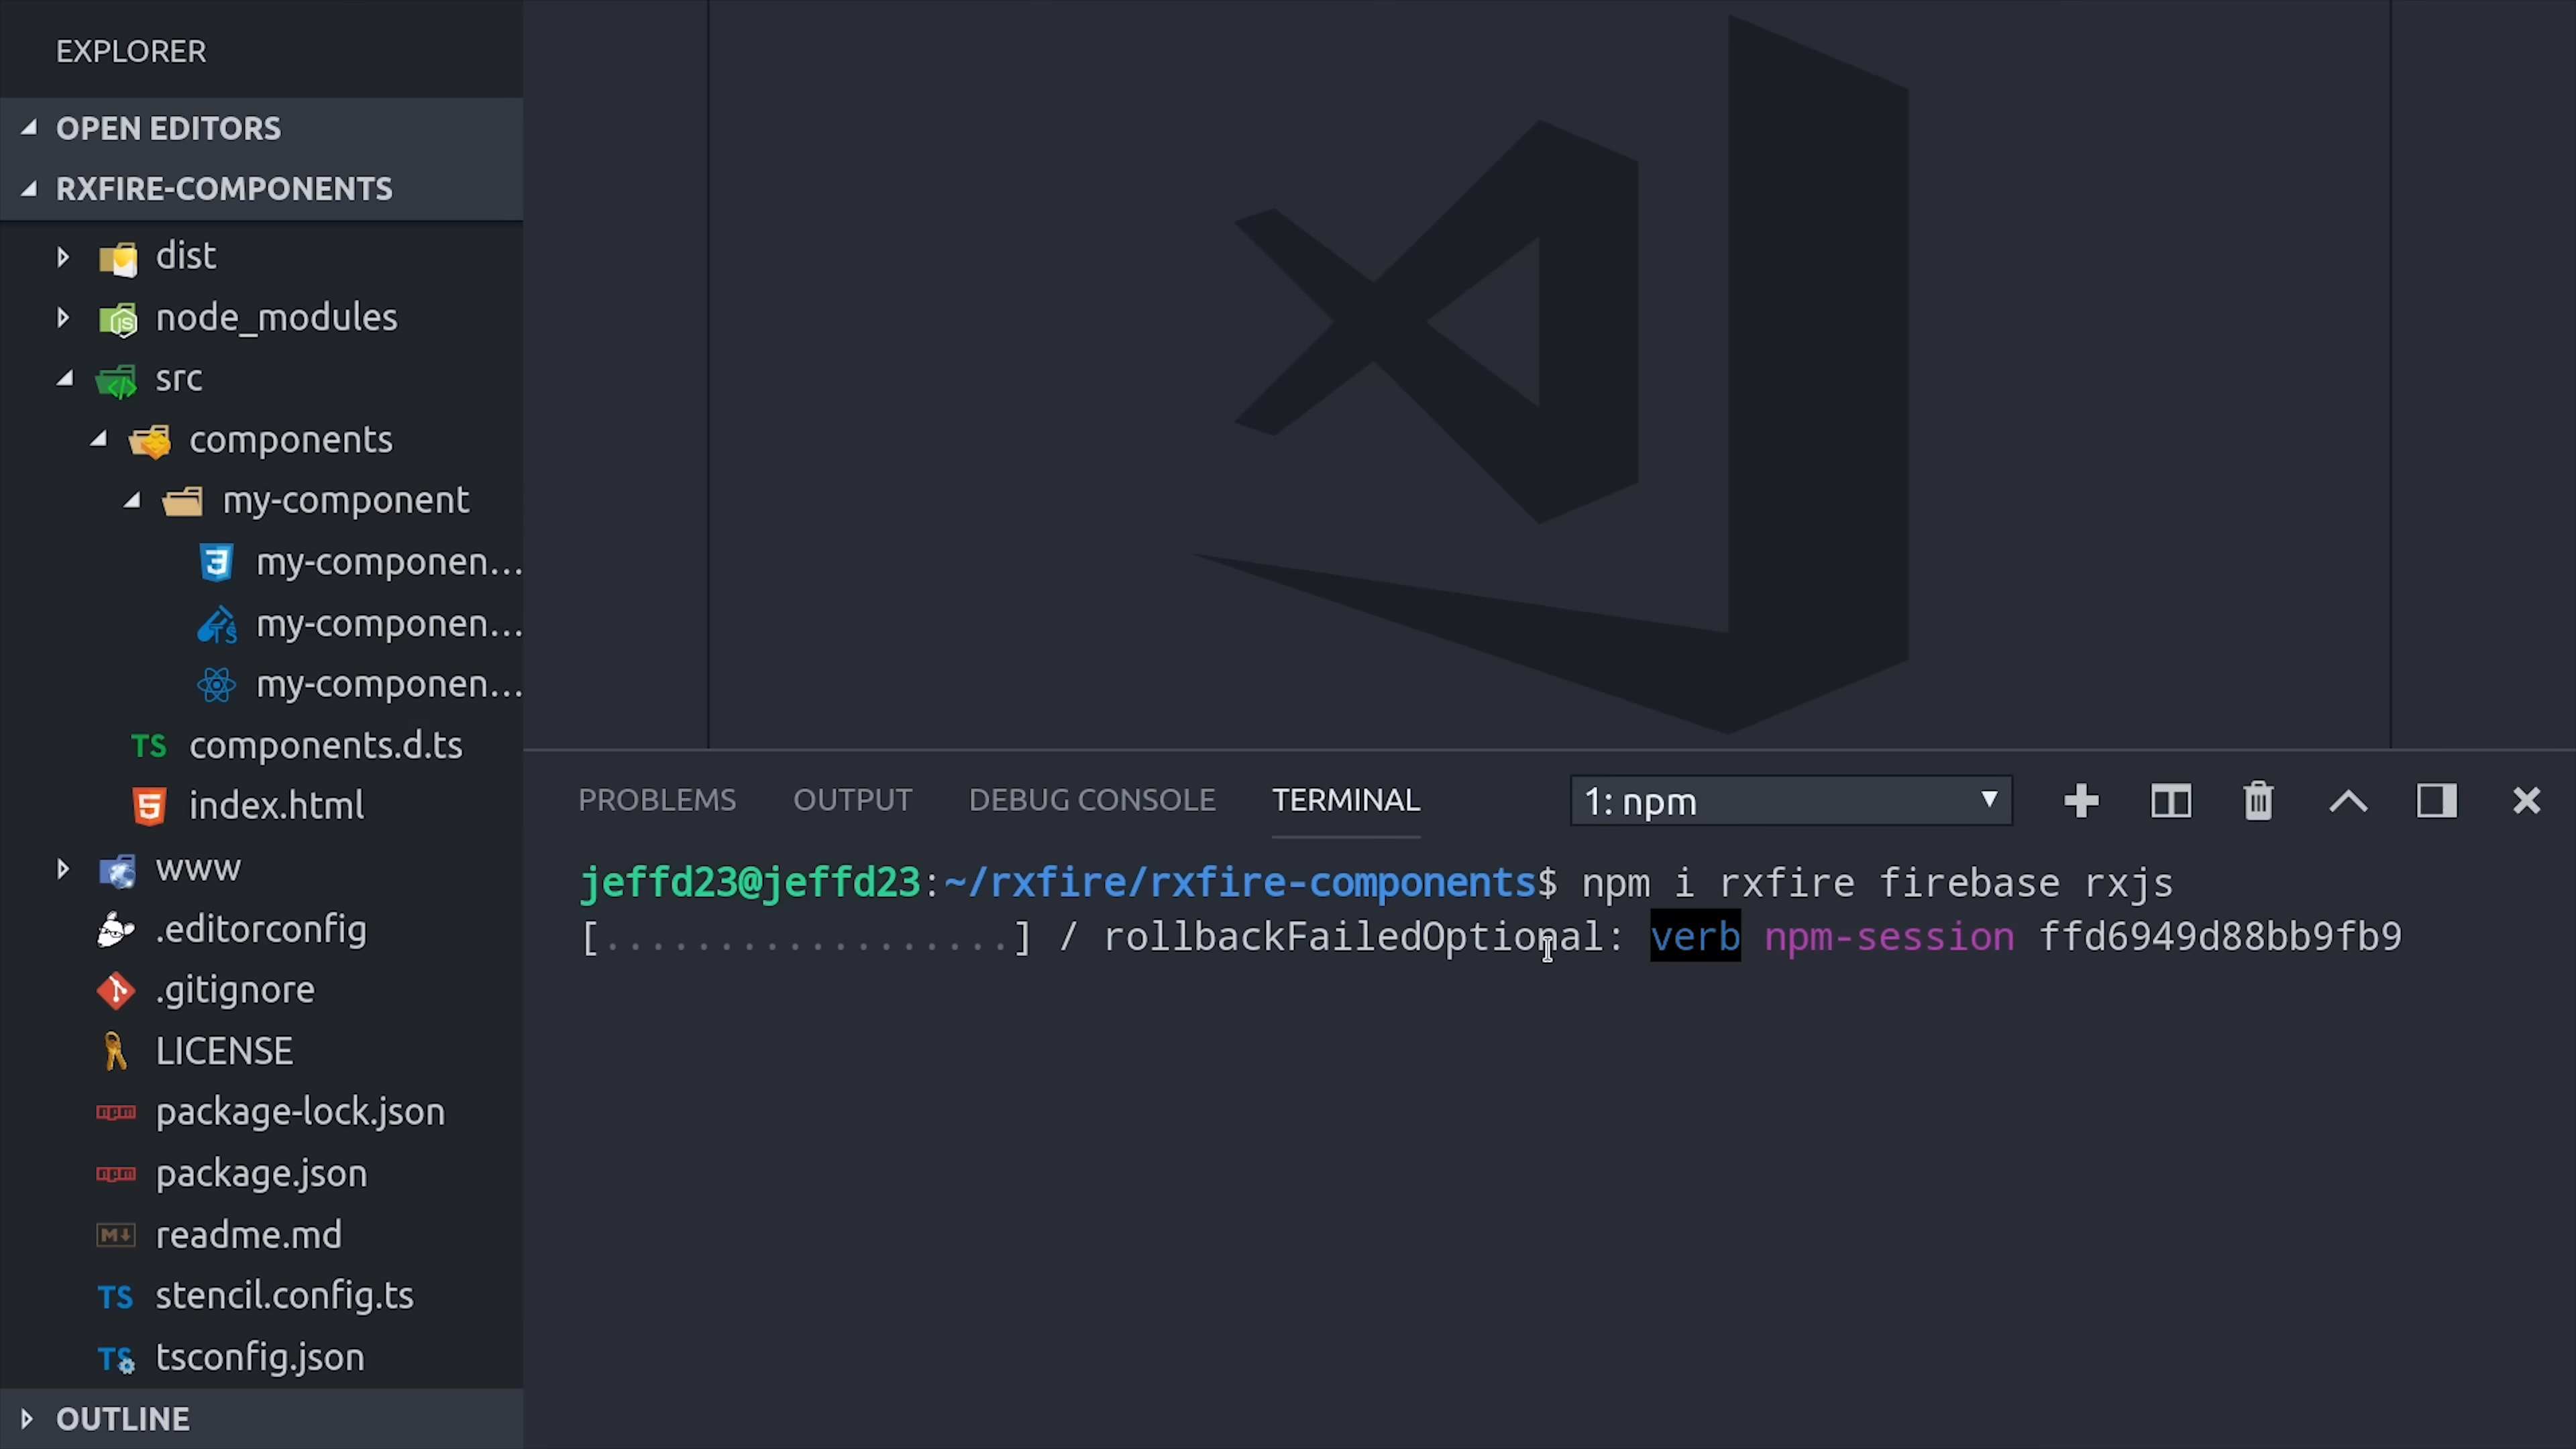 EXPLORER
OPEN EDITORS
RXFIRE-COMPONENTS
dist
node_modules
src
components
my-component
my-componen...
my-componen...
my-componen...
TS components.d.ts
index.html
www
.editorconfig
.gitignore
LICENSE
package-lock.json
package.json
readme.md
TS stencil.config.ts
TS tsconfig.json
OUTLINE
PROBLEMS OUTPUT DEBUG CONSOLE TERMINAL 1: npm
jeffd23@jeffd23:~/rxfire/rxfire-components$ npm i rxfire firebase rxjs
[..................] / rollbackFailedOptional: verb npm-session ffd6949d88bb9fb9